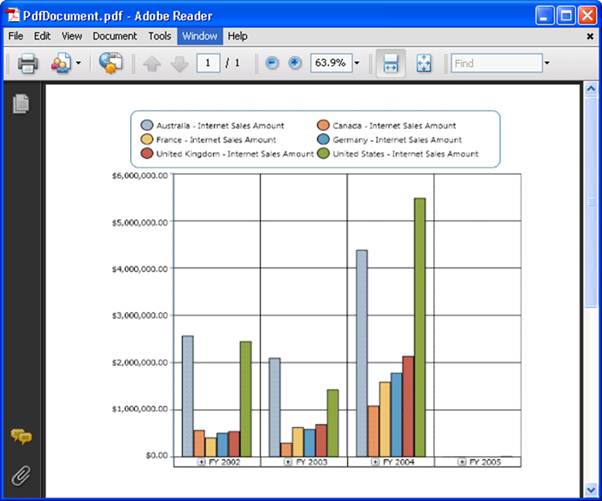 PdfDocument.pdf - Adobe Reader
File Edit View Document Tools Window Help
1 / 1 63.9% Find
Australia - Internet Sales Amount Canada - Internet Sales Amount
France - Internet Sales Amount Germany - Internet Sales Amount
United Kingdom - Internet Sales Amount United States - Internet Sales Amount
$6,000,000.00
$5,000,000.00
$4,000,000.00
$3,000,000.00
$2,000,000.00
$1,000,000.00
$0.00
FY 2002 FY 2003 FY 2004 FY 2005